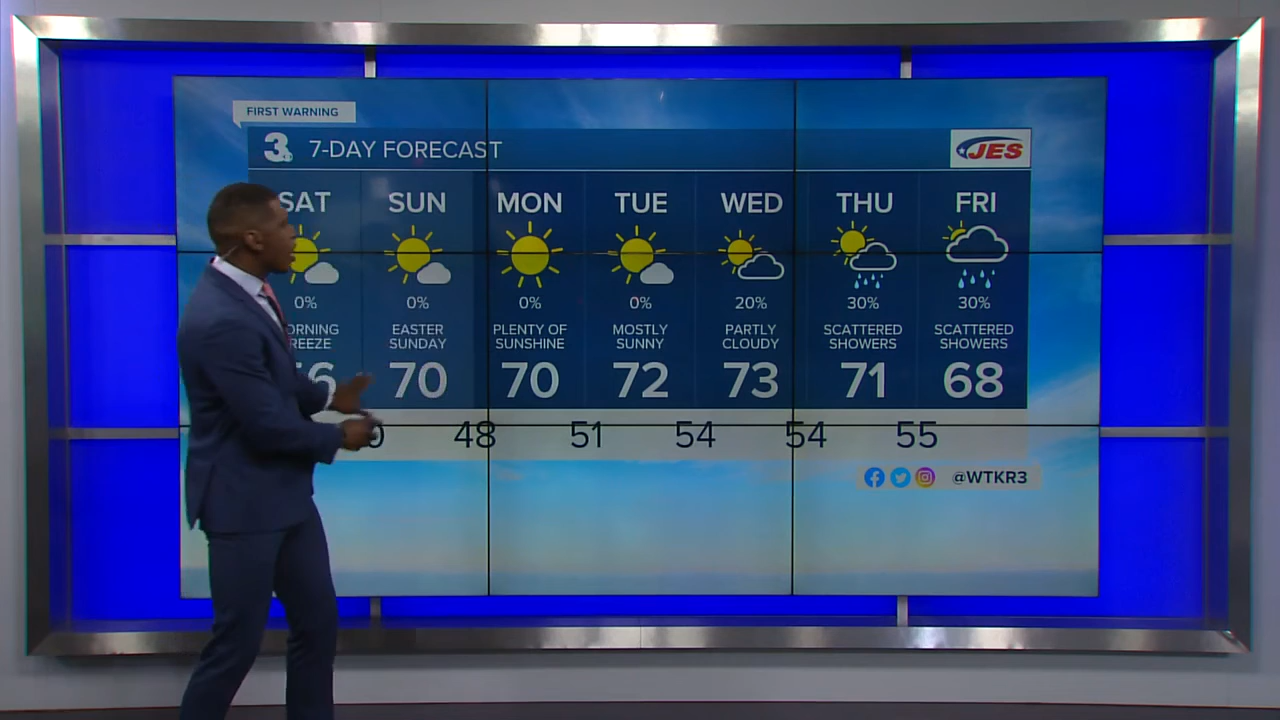 FIRST WARNING
3 7-DAY FORECAST
JES
SAT SUN MON TUE WED THU FRI
0% 0% 0% 0% 20% 30% 30%
EASTER PLENTY OF MOSTLY PARTLY SCATTERED SCATTERED
SUNDAY SUNSHINE SUNNY CLOUDY SHOWERS SHOWERS
70 70 72 73 71 68
48 51 54 54 55
@WTKR3